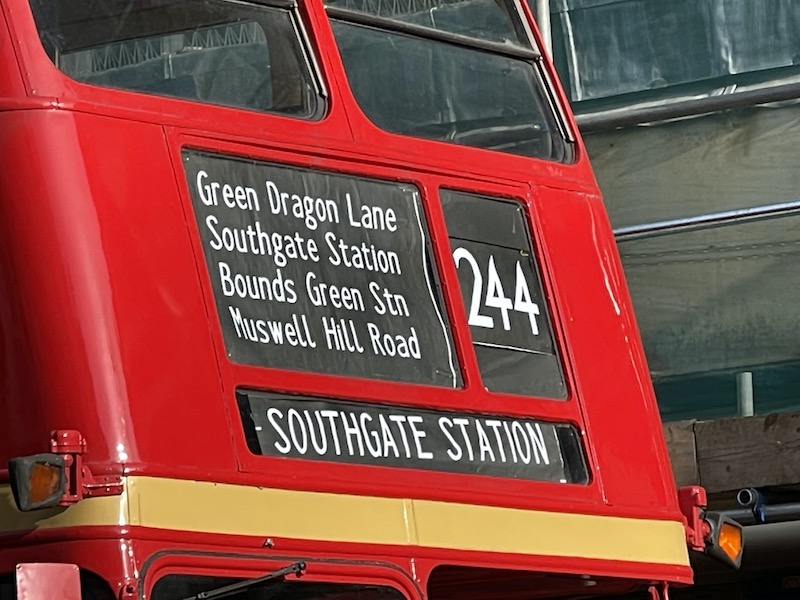 Green Dragon Lane
Southgate Station
Bounds Green Stn
Muswell Hill Road
244
SOUTHGATE STATION